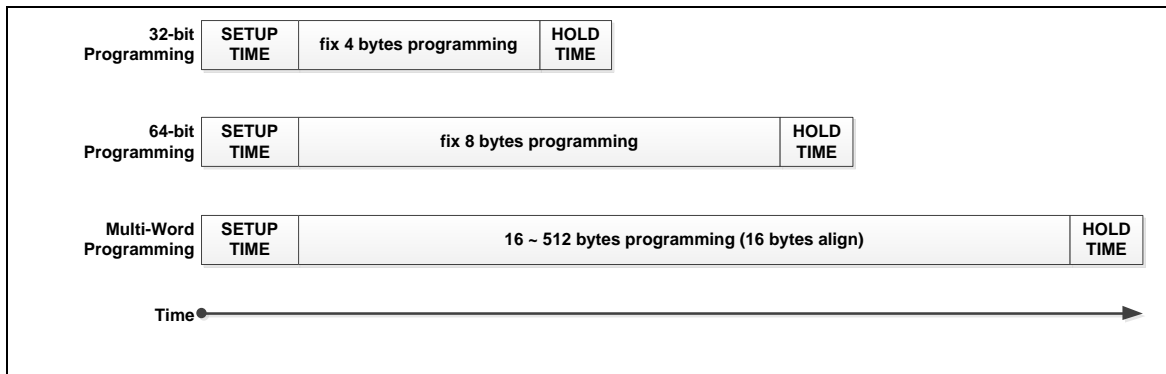 32-bit
Programming
SETUP
TIME
fix 4 bytes programming
HOLD
TIME
64-bit
Programming
SETUP
TIME
fix 8 bytes programming
HOLD
TIME
Multi-Word
Programming
SETUP
TIME
16 ~ 512 bytes programming (16 bytes align)
HOLD
TIME
Time